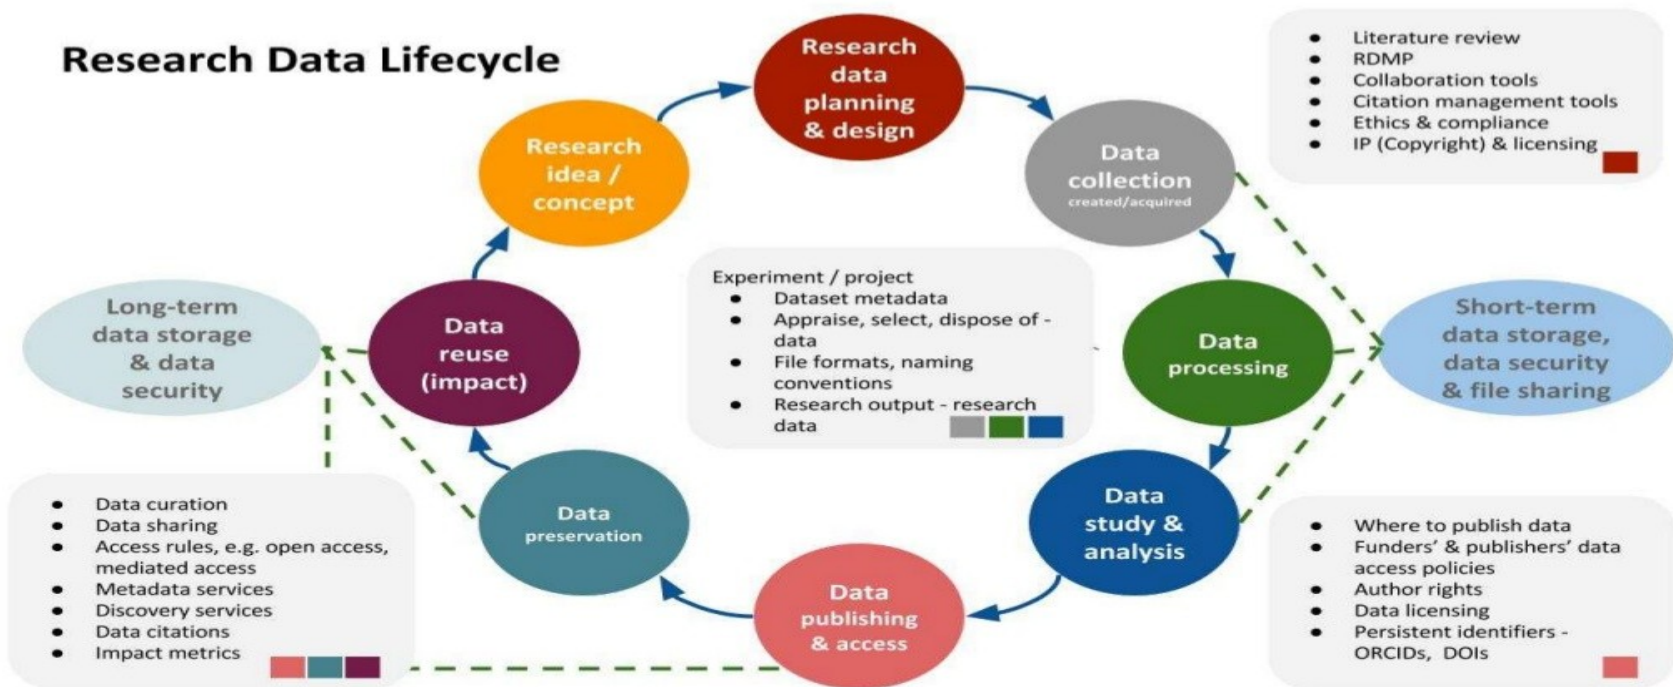 Research Data Lifecycle
Research
data
planning
& design
Research
idea /
concept
Data
collection
created/acquired
● Literature review
● RDMP
● Collaboration tools
● Citation management tools
● Ethics & compliance
● IP (Copyright) & licensing
Long-term
data storage
& data
security
Data
reuse
(impact)
Experiment / project
● Dataset metadata
● Appraise, select, dispose of -
data
● File formats, naming
conventions
● Research output - research
data
Data
processing
Short-term
data storage,
data security
& file sharing
● Data curation
● Data sharing
● Access rules, e.g. open access,
mediated access
● Metadata services
● Discovery services
● Data citations
● Impact metrics
Data
preservation
Data
publishing
& access
Data
study &
analysis
● Where to publish data
● Funders’ & publishers’ data
access policies
● Author rights
● Data licensing
● Persistent identifiers -
ORCIDs, DOIs